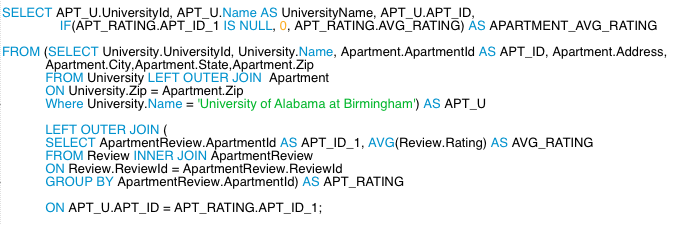 SELECT APT_U.UniversityId, APT_U.Name AS UniversityName, APT_U.APT_ID,
IF(APT_RATING.APT_ID_1 IS NULL, 0, APT_RATING.AVG_RATING) AS APARTMENT_AVG_RATING
FROM (SELECT University.UniversityId, University.Name, Apartment.ApartmentId AS APT_ID, Apartment.Address,
Apartment.City,Apartment.State,Apartment.Zip
FROM University LEFT OUTER JOIN Apartment
ON University.Zip = Apartment.Zip
Where University.Name = 'University of Alabama at Birmingham') AS APT_U
LEFT OUTER JOIN (
SELECT ApartmentReview.ApartmentId AS APT_ID_1, AVG(Review.Rating) AS AVG_RATING
FROM Review INNER JOIN ApartmentReview
ON Review.ReviewId = ApartmentReview.ReviewId
GROUP BY ApartmentReview.ApartmentId) AS APT_RATING
ON APT_U.APT_ID = APT_RATING.APT_ID_1;